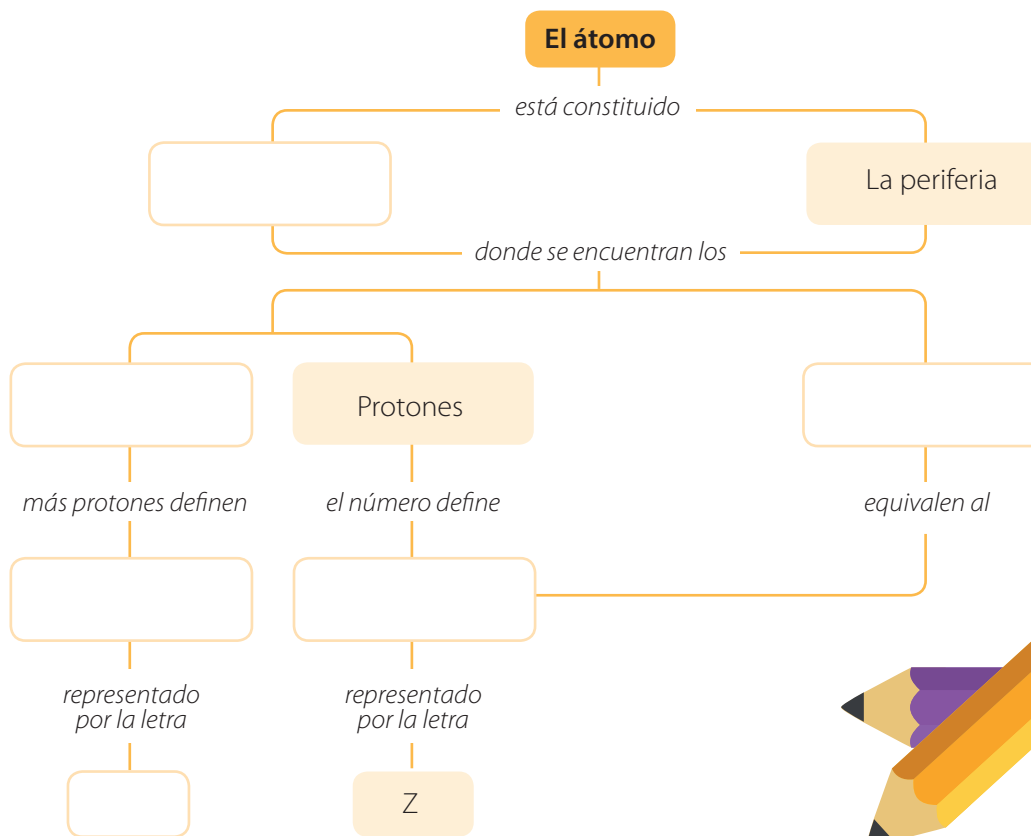 El átomo
está constituido
La periferia
donde se encuentran los
Protones
más protones definen
el número define
equivalen al
representado
por la letra
representado
por la letra
Z